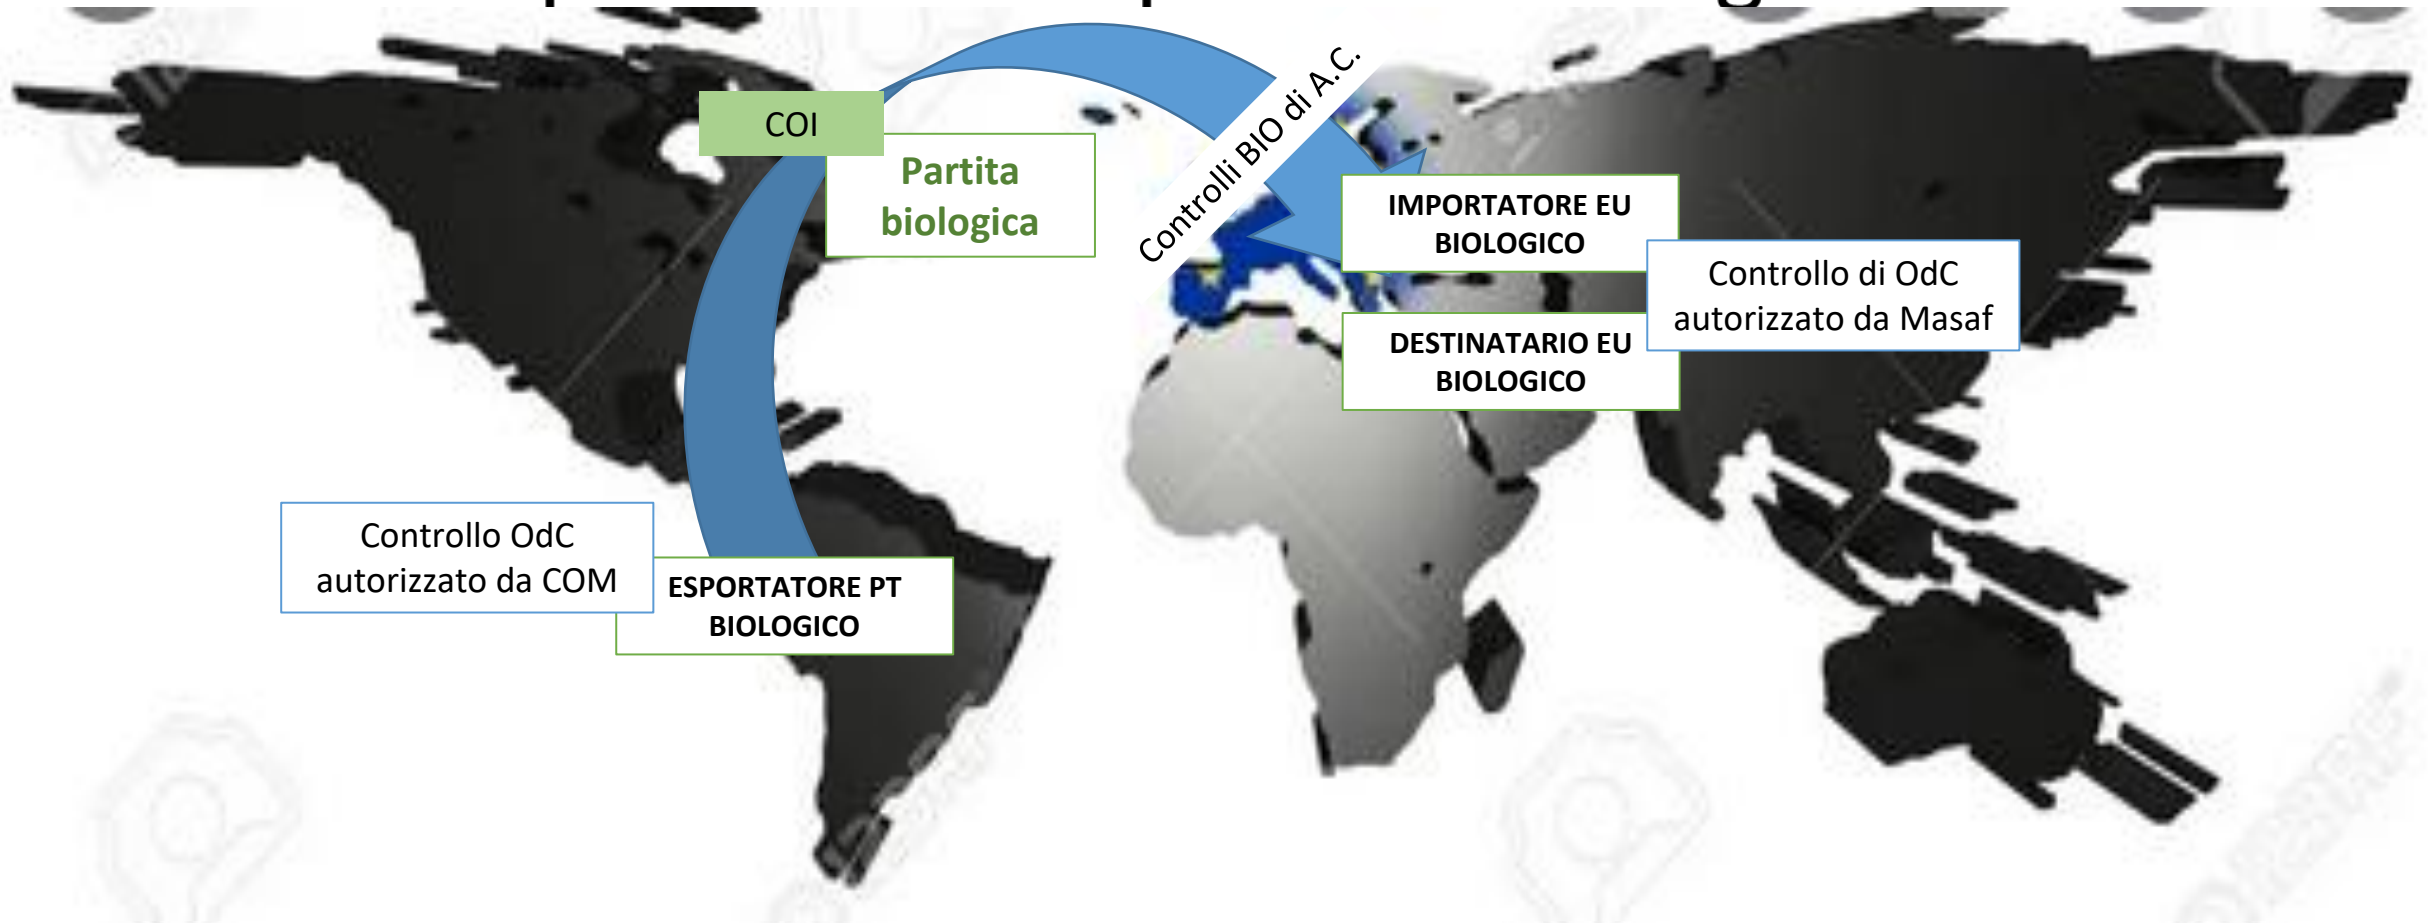 COI
Partita
biologica
Controlli BIO di A.C.
IMPORTATORE EU
BIOLOGICO
Controllo di OdC
autorizzato da Masaf
DESTINATARIO EU
BIOLOGICO
Controllo OdC
autorizzato da COM
ESPORTATORE PT
BIOLOGICO